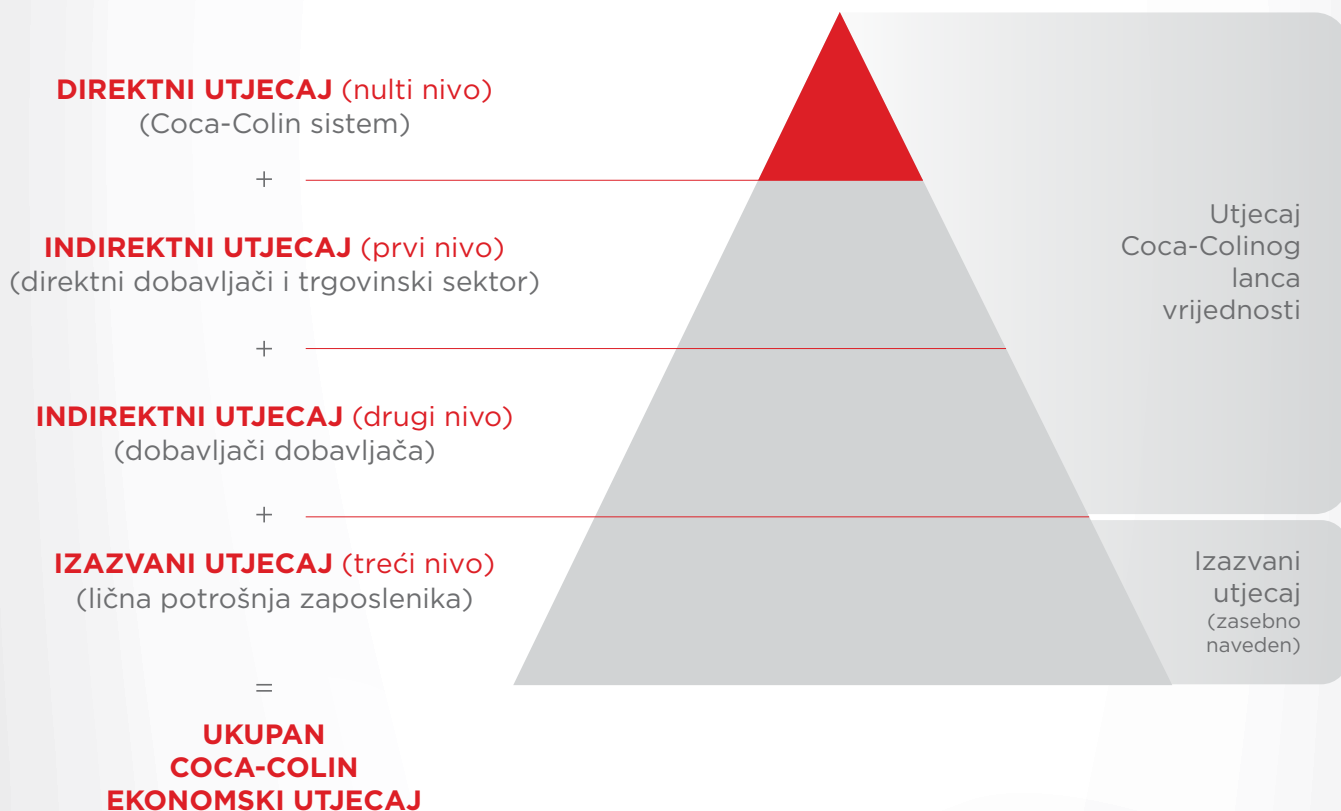 DIREKTNI UTJECAJ (nulti nivo)
(Coca-Colin sistem)
+
INDIREKTNI UTJECAJ (prvi nivo)
(direktni dobavljači i trgovinski sektor)
+
INDIREKTNI UTJECAJ (drugi nivo)
(dobavljači dobavljača)
+
IZAZVANI UTJECAJ (treći nivo)
(lična potrošnja zaposlenika)
=
UKUPAN
COCA-COLIN
EKONOMSKI UTJECAJ
Utjecaj
Coca-Colinog
lanca
vrijednosti
Izazvani
utjecaj
(zasebno
naveden)